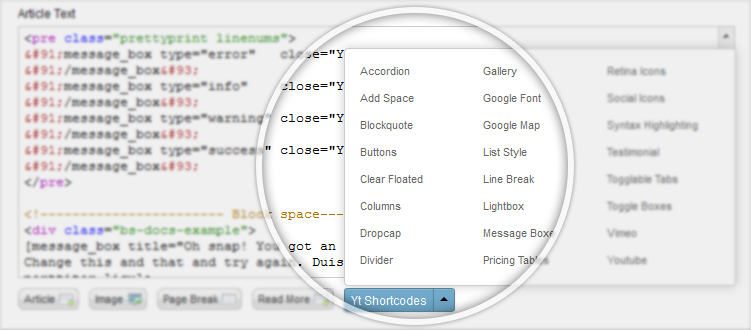 Article Text
<pre class="prettyprint linenums">
&#91;message_box type="error" close="Y
&#91;/message_box&#93;
&#91;message_box type="info" close="Y
&#91;/message_box&#93;
&#91;message_box type="warning" close="Y
&#91;/message_box&#93;
&#91;message_box type="success" close="Y
&#91;/message_box&#93;
</pre>
<!----------------------- Block space---
<div class="bs-docs-example">
[message_box title="Oh snap! You got an
Change this and that and try again. Duis
porttitor ligula
Accordion
Add Space
Blockquote
Buttons
Clear Floated
Columns
Dropcap
Divider
Gallery
Google Font
Google Map
List Style
Line Break
Lightbox
Message Boxe
Pricing Tables
Retina Icons
Social Icons
Syntax Highlighting
Testimonial
Togglable Tabs
Toggle Boxes
Vimeo
Youtube
Article
Image
Page Break
Read More
Yt Shortcodes